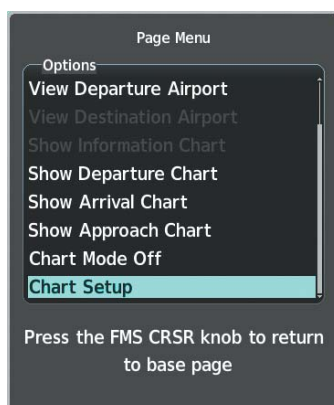 Page Menu
Options
View Departure Airport
View Destination Airport
Show Information Chart
Show Departure Chart
Show Arrival Chart
Show Approach Chart
Chart Mode Off
Chart Setup
Press the FMS CRSR knob to return
to base page